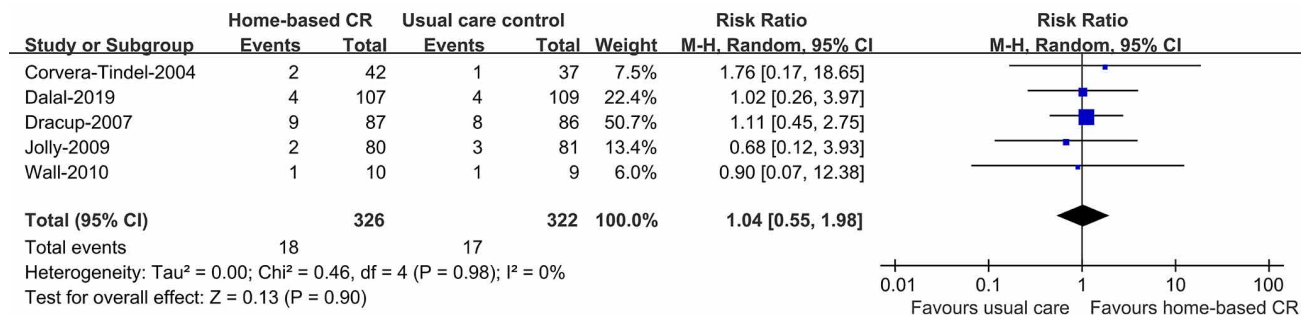 Home-based CR Usual care control Risk Ratio Risk Ratio
Study or Subgroup Events Total Events Total Weight M-H, Random, 95% CI M-H, Random, 95% CI
Corvera-Tindel-2004 2 42 1 37 7.5% 1.76 [0.17, 18.65]
Dalal-2019 4 107 4 109 22.4% 1.02 [0.26, 3.97]
Dracup-2007 9 87 8 86 50.7% 1.11 [0.45, 2.75]
Jolly-2009 2 80 3 81 13.4% 0.68 [0.12, 3.93]
Wall-2010 1 10 1 9 6.0% 0.90 [0.07, 12.38]
Total (95% CI) 326 322 100.0% 1.04 [0.55, 1.98]
Total events 18 17
Heterogeneity: Tau² = 0.00; Chi² = 0.46, df = 4 (P = 0.98); I² = 0%
Test for overall effect: Z = 0.13 (P = 0.90)
0.01 0.1 1 10 100
Favours usual care Favours home-based CR